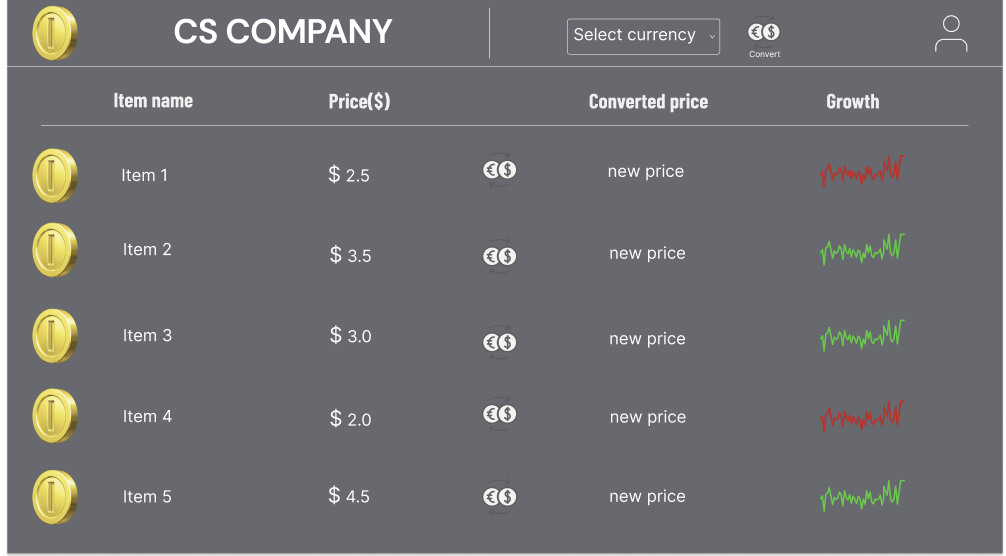 CS COMPANY
Select currency
Convert
Item name Price($) Converted price Growth
Item 1 $ 2.5 new price
Item 2 $ 3.5 new price
Item 3 $ 3.0 new price
Item 4 $ 2.0 new price
Item 5 $ 4.5 new price